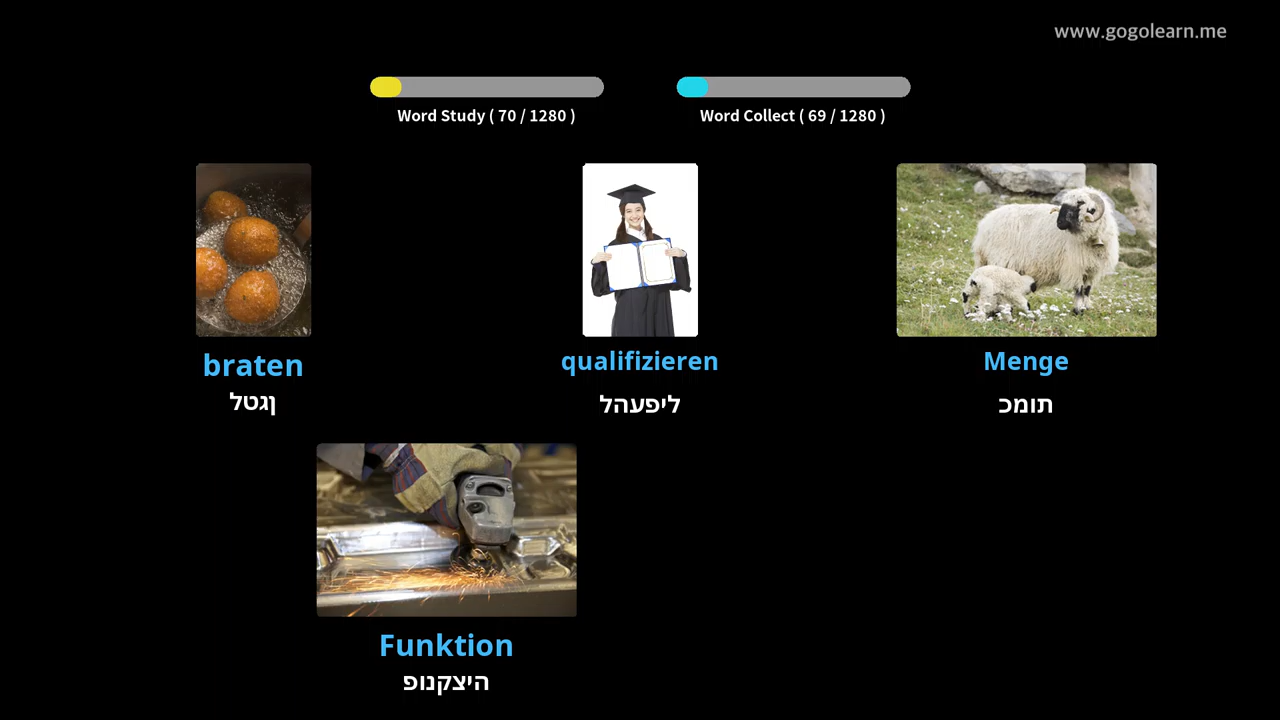 www.gogolearn.me
Word Study ( 70 / 1280 )
Word Collect ( 69 / 1280 )
braten
ןגטל
qualifizieren
ליפעהל
Menge
תומכ
Funktion
היצקנופ